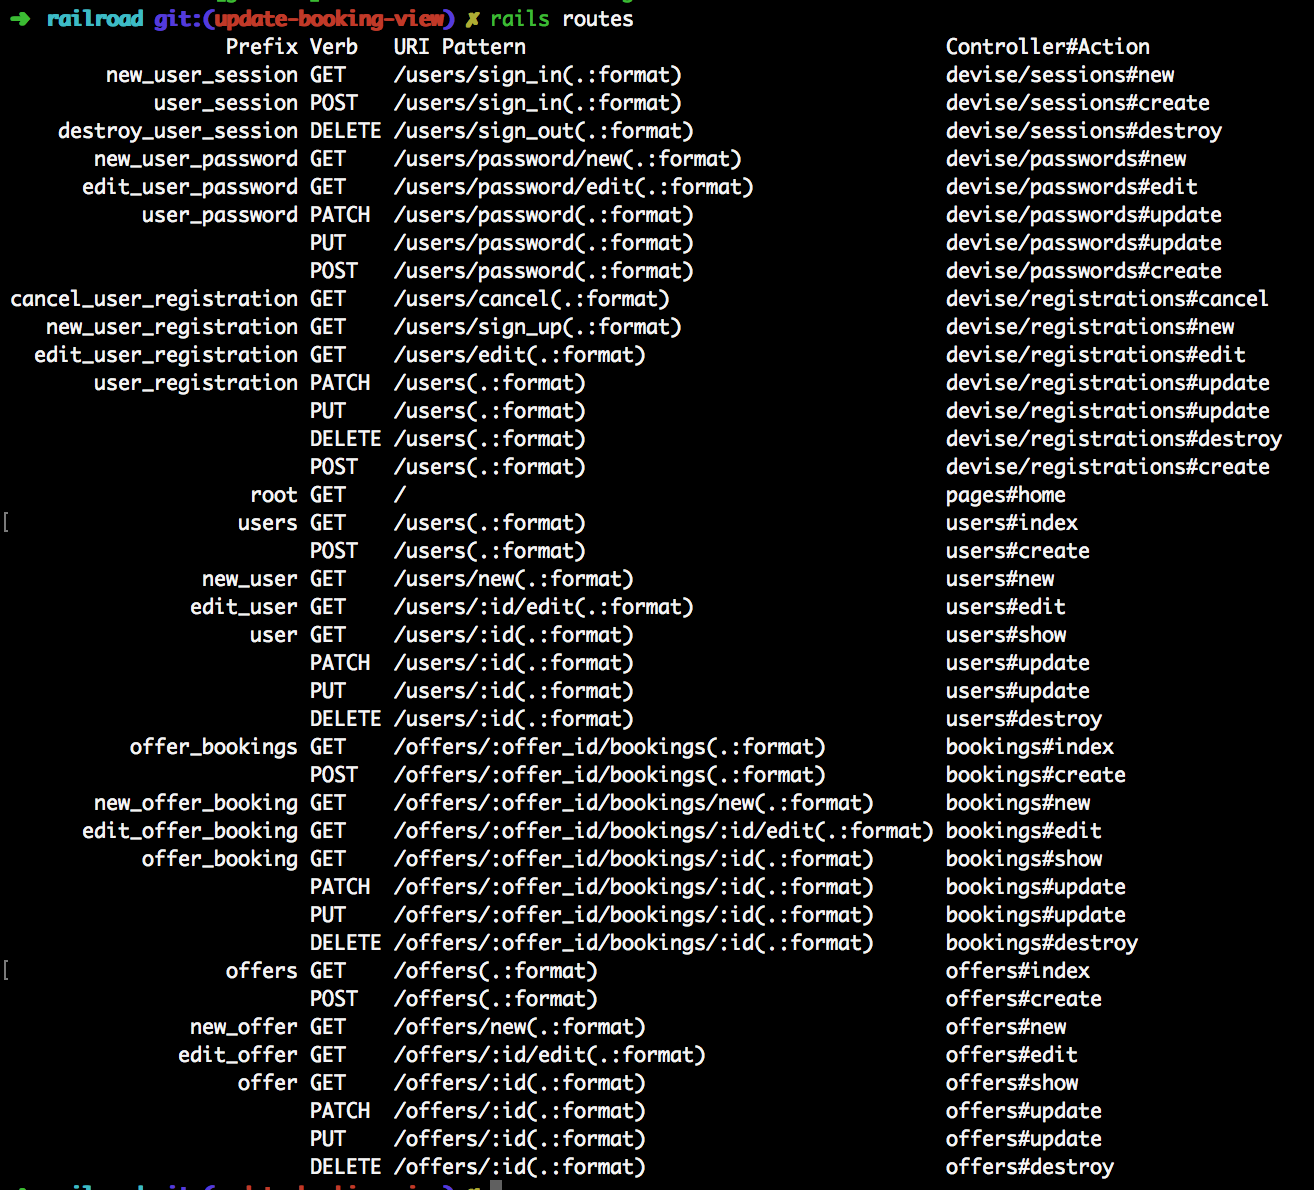 ➜ railroad git:(update-booking-view) ✗ rails routes
Prefix Verb URI Pattern Controller#Action
new_user_session GET /users/sign_in(.:format) devise/sessions#new
user_session POST /users/sign_in(.:format) devise/sessions#create
destroy_user_session DELETE /users/sign_out(.:format) devise/sessions#destroy
new_user_password GET /users/password/new(.:format) devise/passwords#new
edit_user_password GET /users/password/edit(.:format) devise/passwords#edit
user_password PATCH /users/password(.:format) devise/passwords#update
PUT /users/password(.:format) devise/passwords#update
POST /users/password(.:format) devise/passwords#create
cancel_user_registration GET /users/cancel(.:format) devise/registrations#cancel
new_user_registration GET /users/sign_up(.:format) devise/registrations#new
edit_user_registration GET /users/edit(.:format) devise/registrations#edit
user_registration PATCH /users(.:format) devise/registrations#update
PUT /users(.:format) devise/registrations#update
DELETE /users(.:format) devise/registrations#destroy
POST /users(.:format) devise/registrations#create
root GET / pages#home
[ users GET /users(.:format) users#index
POST /users(.:format) users#create
new_user GET /users/new(.:format) users#new
edit_user GET /users/:id/edit(.:format) users#edit
user GET /users/:id(.:format) users#show
PATCH /users/:id(.:format) users#update
PUT /users/:id(.:format) users#update
DELETE /users/:id(.:format) users#destroy
offer_bookings GET /offers/:offer_id/bookings(.:format) bookings#index
POST /offers/:offer_id/bookings(.:format) bookings#create
new_offer_booking GET /offers/:offer_id/bookings/new(.:format) bookings#new
edit_offer_booking GET /offers/:offer_id/bookings/:id/edit(.:format) bookings#edit
offer_booking GET /offers/:offer_id/bookings/:id(.:format) bookings#show
PATCH /offers/:offer_id/bookings/:id(.:format) bookings#update
PUT /offers/:offer_id/bookings/:id(.:format) bookings#update
DELETE /offers/:offer_id/bookings/:id(.:format) bookings#destroy
[ offers GET /offers(.:format) offers#index
POST /offers(.:format) offers#create
new_offer GET /offers/new(.:format) offers#new
edit_offer GET /offers/:id/edit(.:format) offers#edit
offer GET /offers/:id(.:format) offers#show
PATCH /offers/:id(.:format) offers#update
PUT /offers/:id(.:format) offers#update
DELETE /offers/:id(.:format) offers#destroy